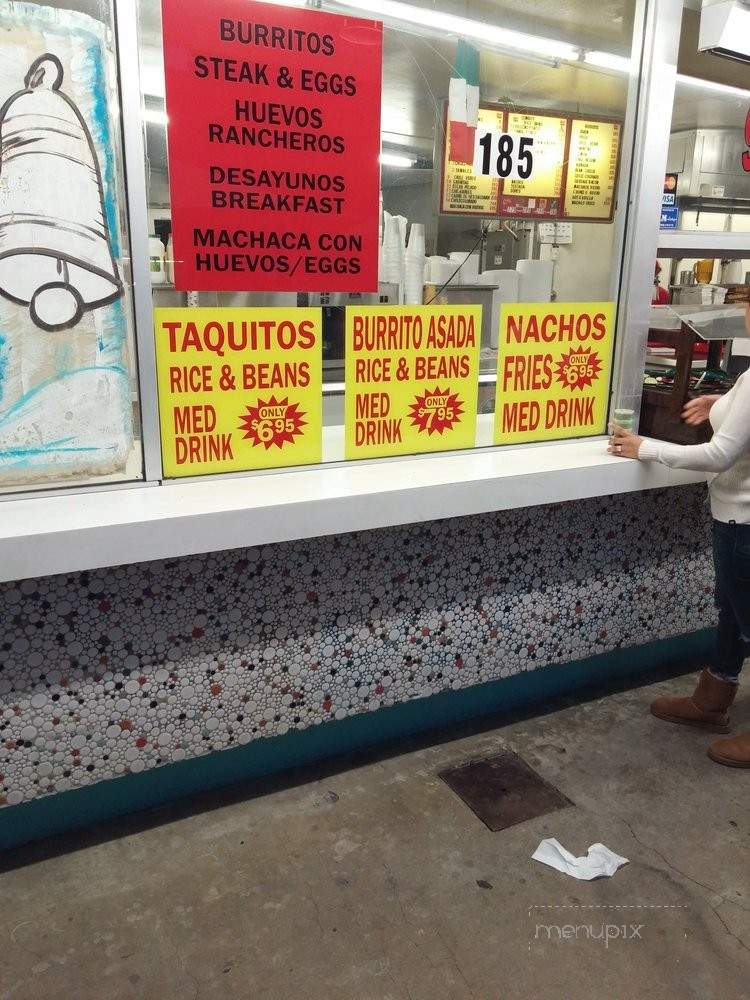 BURRITOS
STEAK & EGGS
HUEVOS
RANCHEROS
DESAYUNOS
BREAKFAST
MACHACA CON
HUEVOS/EGGS
185
VISA
TAQUITOS
RICE & BEANS
MED
DRINK
ONLY
$6.95
BURRITO ASADA
RICE & BEANS
MED
DRINK
ONLY
$7.95
NACHOS
FRIES
ONLY
$6.95
MED DRINK
menupix